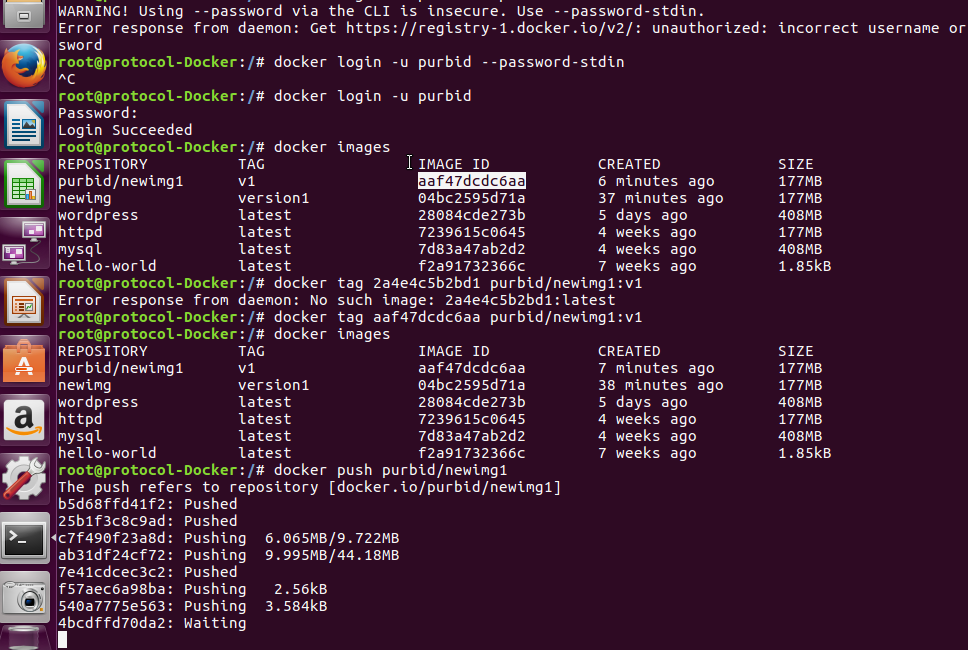 WARNING! Using --password via the CLI is insecure. Use --password-stdin.
Error response from daemon: Get https://registry-1.docker.io/v2/: unauthorized: incorrect username or
sword
root@protocol-Docker:/# docker login -u purbid --password-stdin
^C
root@protocol-Docker:/# docker login -u purbid
Password:
Login Succeeded
root@protocol-Docker:/# docker images
REPOSITORY TAG IMAGE ID CREATED SIZE
purbid/newimg1 v1 aaf47dcdc6aa 6 minutes ago 177MB
newimg version1 04bc2595d71a 37 minutes ago 177MB
wordpress latest 28084cde273b 5 days ago 408MB
httpd latest 7239615c0645 4 weeks ago 177MB
mysql latest 7d83a47ab2d2 4 weeks ago 408MB
hello-world latest f2a91732366c 7 weeks ago 1.85kB
root@protocol-Docker:/# docker tag 2a4e4c5b2bd1 purbid/newimg1:v1
Error response from daemon: No such image: 2a4e4c5b2bd1:latest
root@protocol-Docker:/# docker tag aaf47dcdc6aa purbid/newimg1:v1
root@protocol-Docker:/# docker images
REPOSITORY TAG IMAGE ID CREATED SIZE
purbid/newimg1 v1 aaf47dcdc6aa 7 minutes ago 177MB
newimg version1 04bc2595d71a 38 minutes ago 177MB
wordpress latest 28084cde273b 5 days ago 408MB
httpd latest 7239615c0645 4 weeks ago 177MB
mysql latest 7d83a47ab2d2 4 weeks ago 408MB
hello-world latest f2a91732366c 7 weeks ago 1.85kB
root@protocol-Docker:/# docker push purbid/newimg1
The push refers to repository [docker.io/purbid/newimg1]
b5d68ffd41f2: Pushed
25b1f3c8c9ad: Pushed
c7f490f23a8d: Pushing 6.065MB/9.722MB
ab31df24cf72: Pushing 9.995MB/44.18MB
7e41cdcec3c2: Pushed
f57aec6a98ba: Pushing 2.56kB
540a7775e563: Pushing 3.584kB
4bcdffd70da2: Waiting